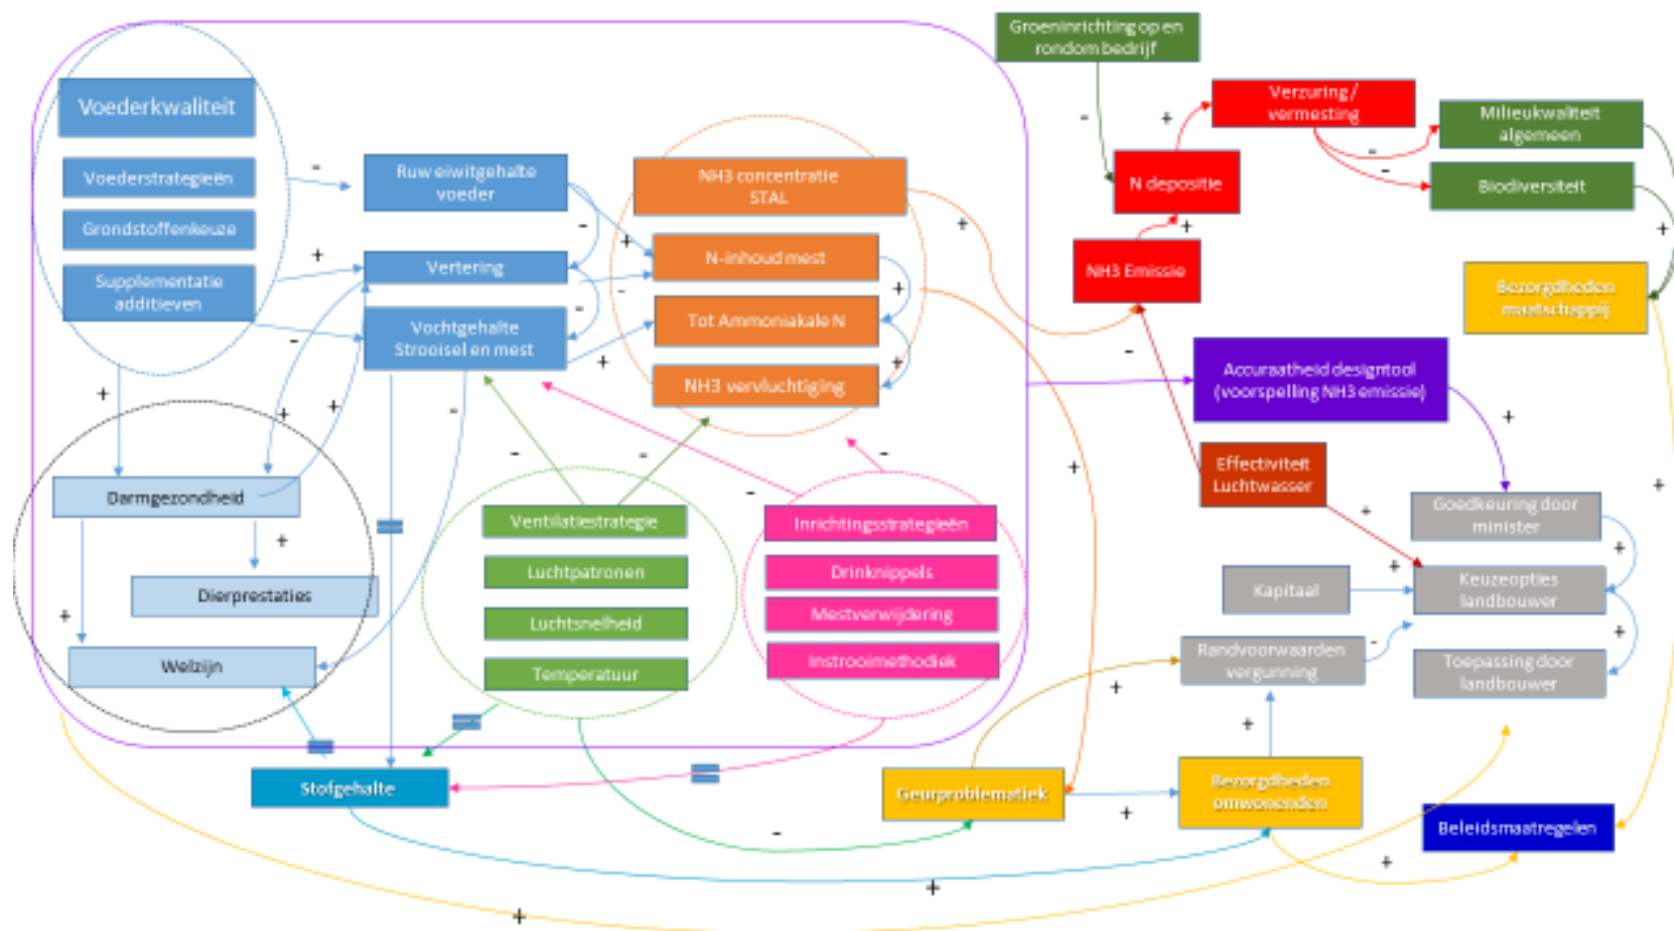 Groeninrichting op en
rondom bedrijf
Voederkwaliteit
Voederstrategieën
Grondstoffenkeuze
Supplementatie
additieven
Ruw eiwitgehalte
voeder
Vertering
Vochtgehalte
Strooisel en mest
NH3 concentratie
STAL
N-inhoud mest
Tot Ammoniakale N
NH3 vervluchtiging
Verzuring /
vermesting
N depositie
NH3 Emissie
Milieukwaliteit
algemeen
Biodiversiteit
Bezorgdheden
maatschappij
Accuraatheid designtool
(voorspelling NH3 emissie)
Effectiviteit
Luchtwasser
Goedkeuring door
minister
Kapitaal
Keuzeopties
landbouwer
Randvoorwaarden
vergunning
Toepassing door
landbouwer
Darmgezondheid
Dierprestaties
Welzijn
Ventilatiestrategie
Luchtpatronen
Luchtsnelheid
Temperatuur
Inrichtingsstrategieën
Drinknippels
Mestverwijdering
Instrooimethodiek
Stofgehalte
Geurproblematiek
Bezorgdheden
omwonenden
Beleidsmaatregelen